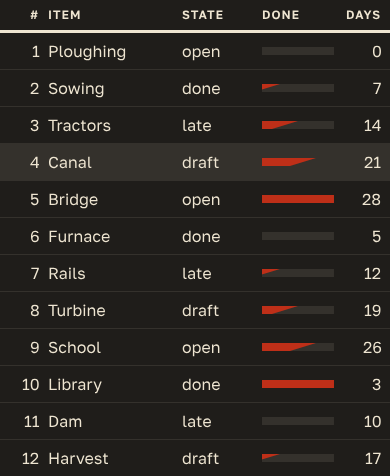 # ITEM STATE DONE DAYS
1 Ploughing open 0
2 Sowing done 7
3 Tractors late 14
4 Canal draft 21
5 Bridge open 28
6 Furnace done 5
7 Rails late 12
8 Turbine draft 19
9 School open 26
10 Library done 3
11 Dam late 10
12 Harvest draft 17